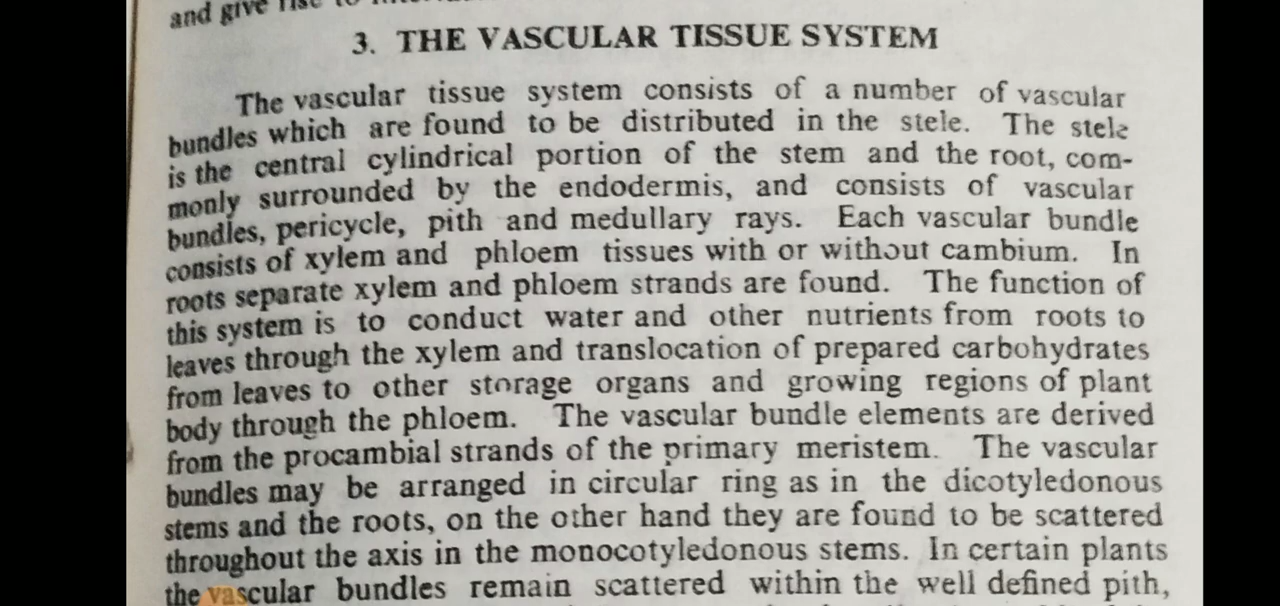 and give rise to
3. THE VASCULAR TISSUE SYSTEM
The vascular tissue system consists of a number of vascular
bundles which are found to be distributed in the stele. The stele
is the central cylindrical portion of the stem and the root, com-
monly surrounded by the endodermis, and consists of vascular
bundles, pericycle, pith and medullary rays. Each vascular bundle
consists of xylem and phloem tissues with or without cambium. In
roots separate xylem and phloem strands are found. The function of
this system is to conduct water and other nutrients from roots to
leaves through the xylem and translocation of prepared carbohydrates
from leaves to other storage organs and growing regions of plant
body through the phloem. The vascular bundle elements are derived
from the procambial strands of the primary meristem. The vascular
bundles may be arranged in circular ring as in the dicotyledonous
stems and the roots, on the other hand they are found to be scattered
throughout the axis in the monocotyledonous stems. In certain plants
the vascular bundles remain scattered within the well defined pith,